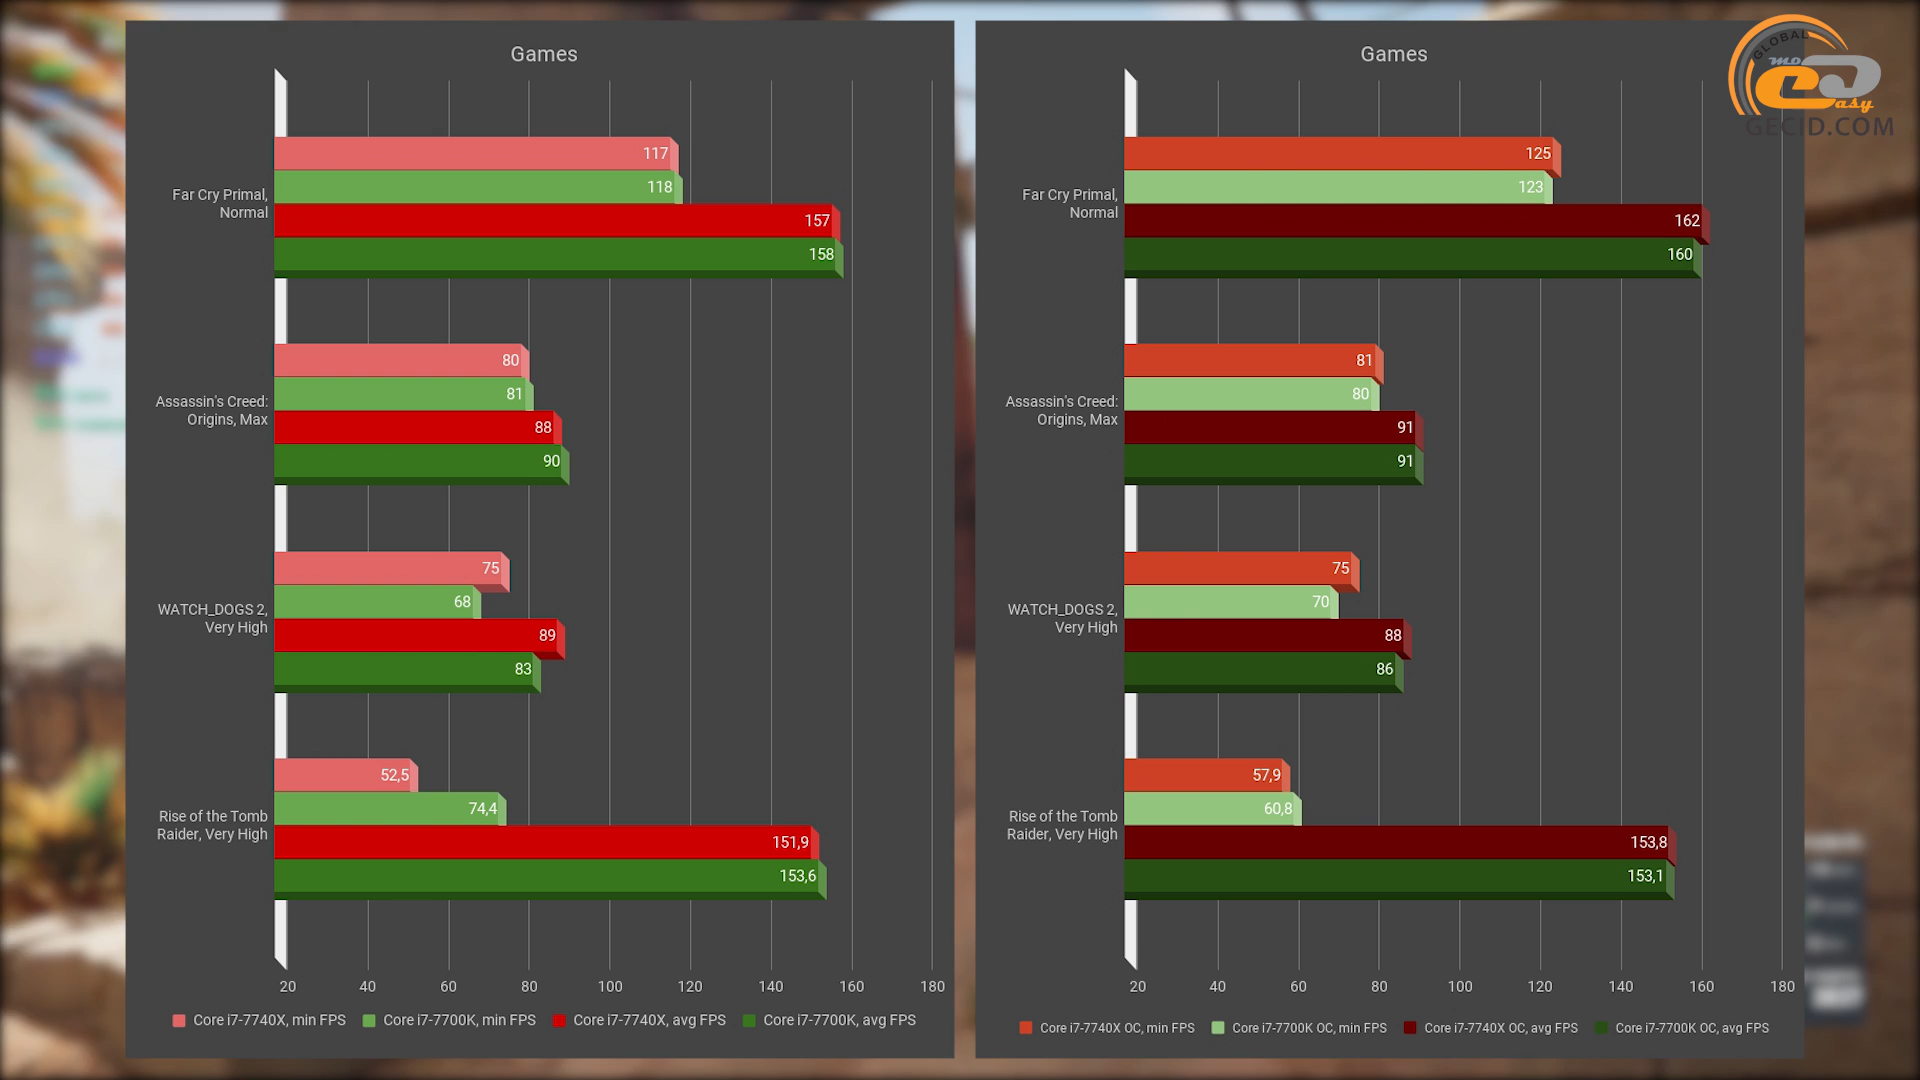 Games
117
118
157
158
Far Cry Primal,
Normal
80
81
88
90
Assassin's Creed:
Origins, Max
75
68
89
83
WATCH_DOGS 2,
Very High
52,5
74,4
151,9
153,6
Rise of the Tomb
Raider, Very High
20 40 60 80 100 120 140 160 180
Core i7-7740X, min FPS Core i7-7700K, min FPS Core i7-7740X, avg FPS Core i7-7700K, avg FPS
Games
125
123
162
160
Far Cry Primal,
Normal
81
80
91
91
Assassin's Creed:
Origins, Max
75
70
88
86
WATCH_DOGS 2,
Very High
57,9
60,8
153,8
153,1
Rise of the Tomb
Raider, Very High
20 40 60 80 100 120 140 160 180
Core i7-7740X OC, min FPS Core i7-7700K OC, min FPS Core i7-7740X OC, avg FPS Core i7-7700K OC, avg FPS
GLOBAL
easy
GECID.COM